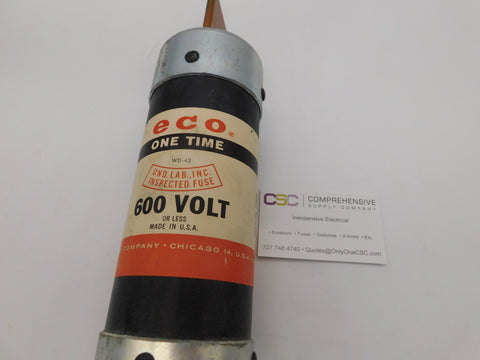 eco.
ONE TIME
WD-42
UND. LAB., INC.
INSPECTED FUSE
600 VOLT
OR LESS
MADE IN U.S.A.
COMPANY • CHICAGO 14, U.S.A.
CSC COMPREHENSIVE
SUPPLY COMPANY
Inexpensive Electrical
• Breakers • Fuses • Switches • X-frmrs • Etc.
727.748.4740 • Quotes@OnlyOneCSC.com